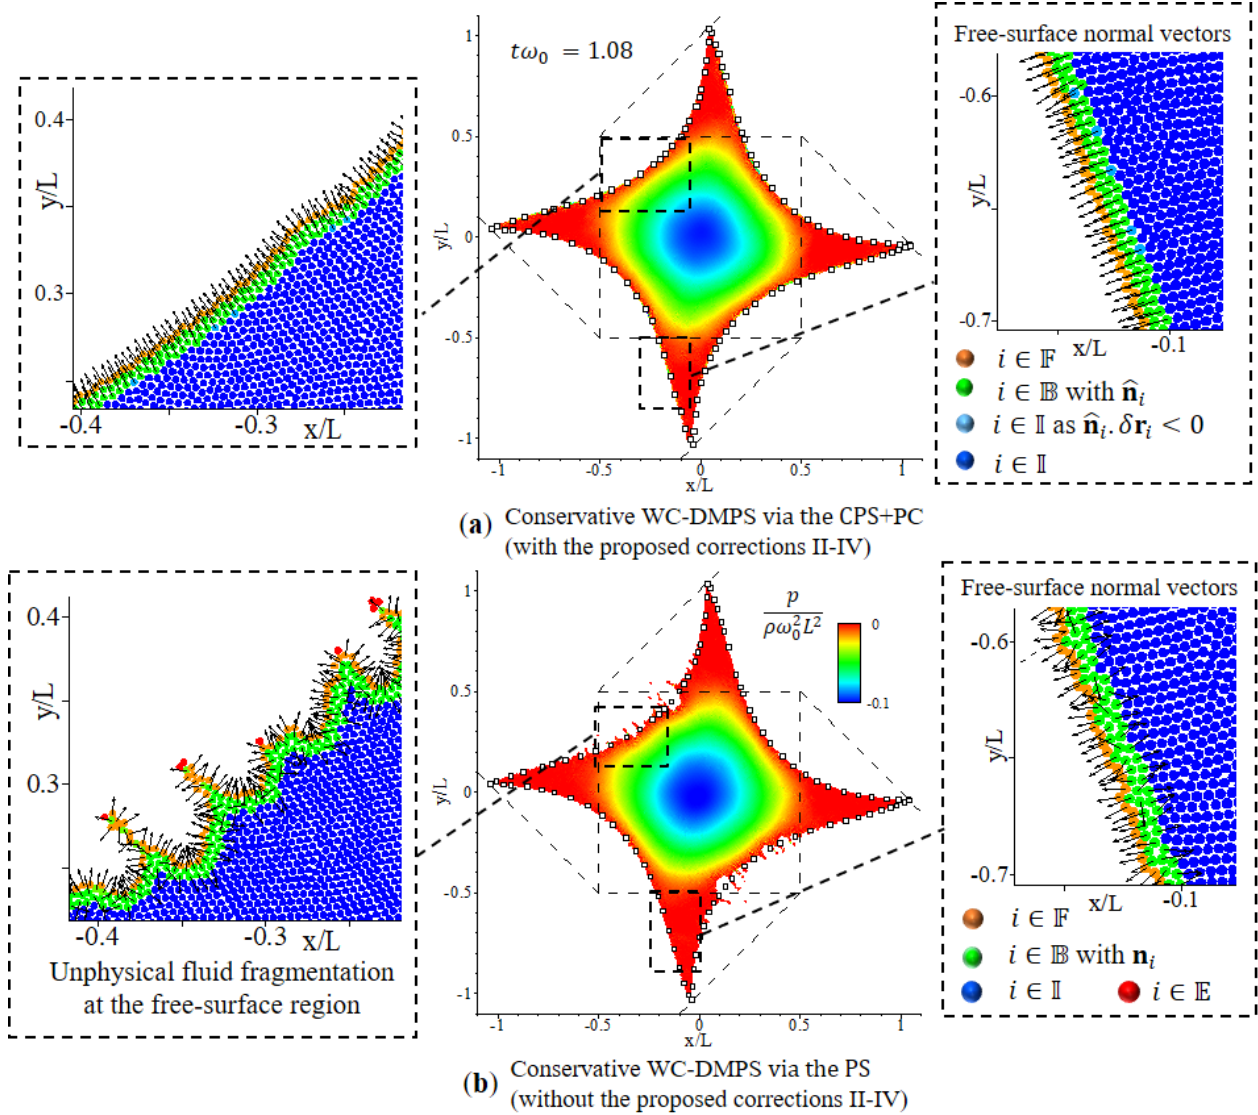 tω₀ = 1.08
1
0.5
0
-0.5
-1
y/L
-1
-0.5
0
0.5
1
x/L
0.4
0.3
y/L
-0.4
-0.3
x/L
Free-surface normal vectors
-0.6
y/L
-0.7
x/L
-0.1
i ∈ 𝔽
i ∈ 𝔹 with n̂ᵢ
i ∈ 𝕀 as n̂ᵢ.δrᵢ < 0
i ∈ 𝕀
(a) Conservative WC-DMPS via the CPS+PC
(with the proposed corrections II-IV)
0.4
0.3
y/L
-0.4
-0.3
x/L
Unphysical fluid fragmentation
at the free-surface region
1
0.5
0
-0.5
-1
y/L
-1
-0.5
0
0.5
1
x/L
p
ρω₀²L²
0
-0.1
Free-surface normal vectors
-0.6
y/L
-0.7
x/L
-0.1
i ∈ 𝔽
i ∈ 𝔹 with nᵢ
i ∈ 𝕀 i ∈ 𝔼
(b) Conservative WC-DMPS via the PS
(without the proposed corrections II-IV)